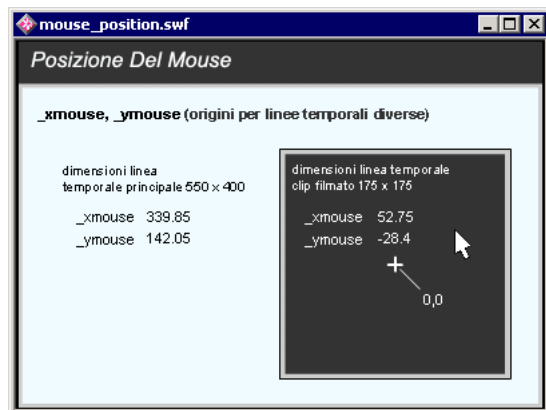 mouse_position.swf
Posizione Del Mouse
_xmouse, _ymouse (origini per linee temporali diverse)
dimensioni linea
temporale principale 550 x 400
_xmouse 339.85
_ymouse 142.05
dimensioni linea temporale
clip filmato 175 x 175
_xmouse 52.75
_ymouse -28.4
0,0